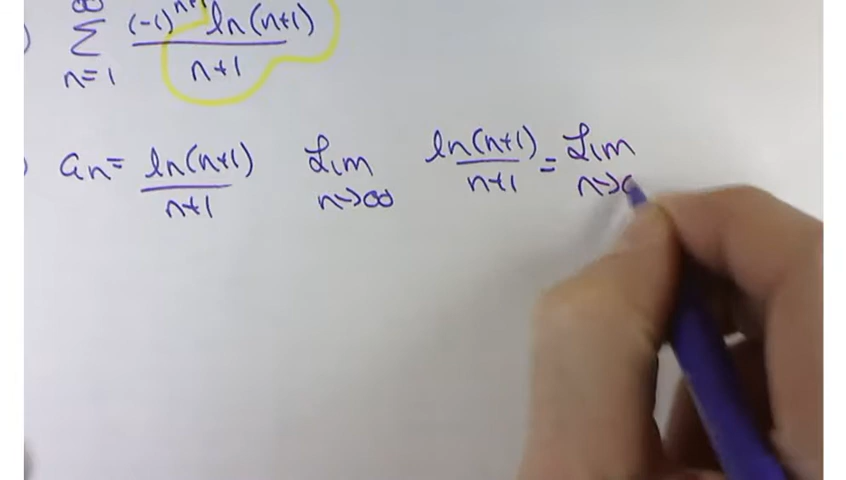 ) ∞ Σ n=1 (-1)ⁿ⁺¹ ln(n+1) / n+1
) an = ln(n+1) / n+1 Lim n→∞ ln(n+1) / n+1 = Lim n→